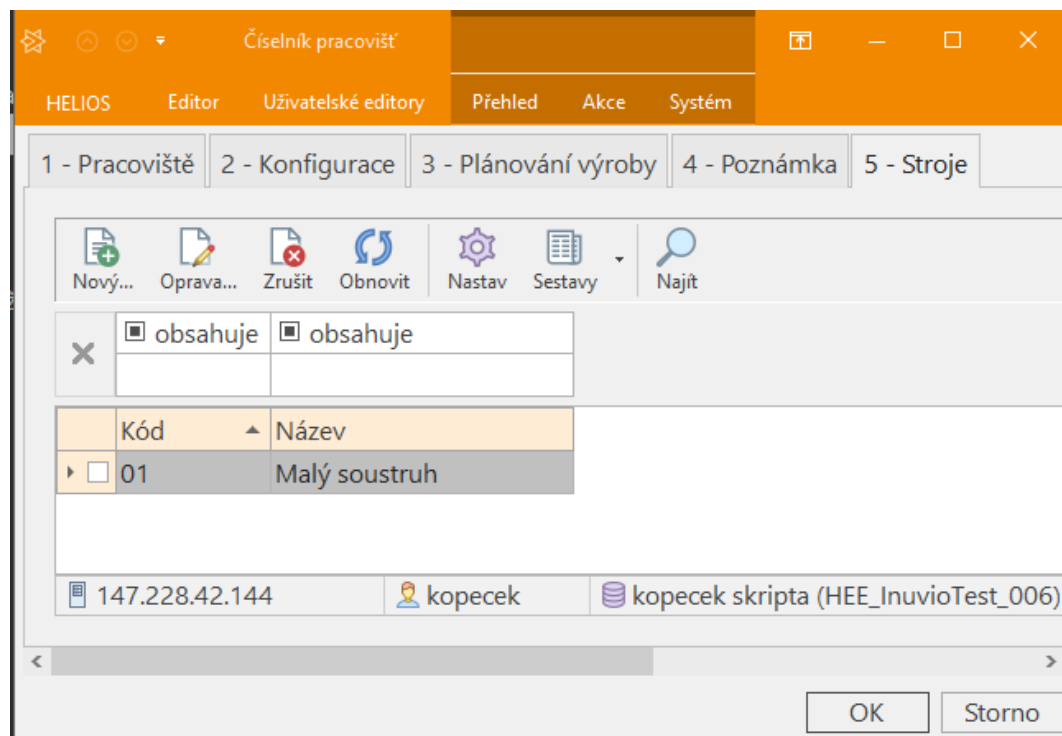 Číselník pracovišť
HELIOS Editor Uživatelské editory Přehled Akce Systém
1 - Pracoviště 2 - Konfigurace 3 - Plánování výroby 4 - Poznámka 5 - Stroje
Nový... Oprava... Zrušit Obnovit Nastav Sestavy Najít
obsahuje obsahuje
Kód Název
01 Malý soustruh
147.228.42.144 kopecek kopecek skripta (HEE_InuvioTest_006)
OK Storno